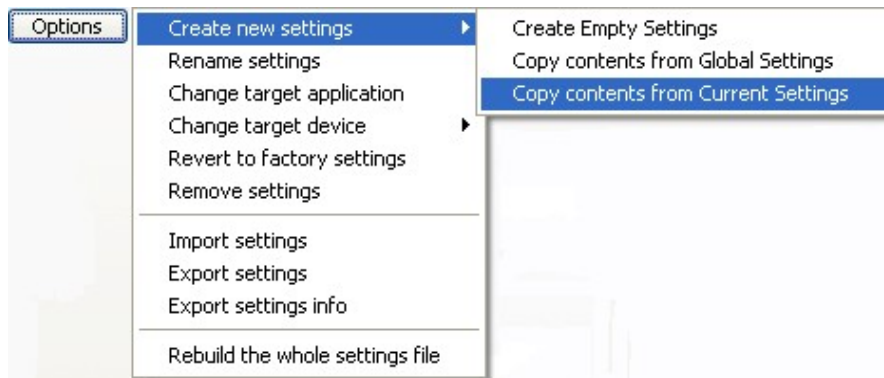 Options
Create new settings
Rename settings
Change target application
Change target device
Revert to factory settings
Remove settings
Import settings
Export settings
Export settings info
Rebuild the whole settings file
Create Empty Settings
Copy contents from Global Settings
Copy contents from Current Settings